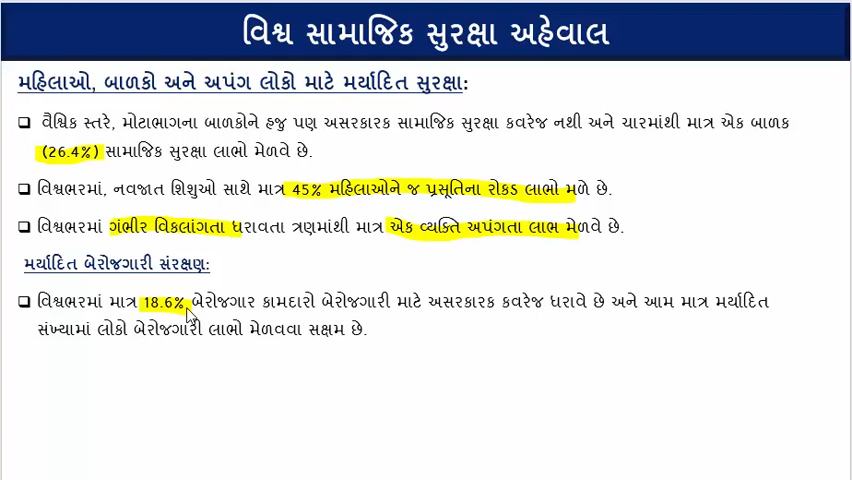 વિશ્વ સામાજિક સુરક્ષા અહેવાલ
મહિલાઓ, બાળકો અને અપંગ લોકો માટે મર્યાદિત સુરક્ષા:
❑ વૈશ્વિક સ્તરે, મોટાભાગના બાળકોને હજુ પણ અસરકારક સામાજિક સુરક્ષા કવરેજ નથી અને ચારમાંથી માત્ર એક બાળક
(26.4%) સામાજિક સુરક્ષા લાભો મેળવે છે.
❑ વિશ્વભરમાં, નવજાત શિશુઓ સાથે માત્ર 45% મહિલાઓને જ પ્રસૂતિના રોકડ લાભો મળે છે.
❑ વિશ્વભરમાં ગંભીર વિકલાંગતા ધરાવતા ત્રણમાંથી માત્ર એક વ્યક્તિ અપંગતા લાભ મેળવે છે.
મર્યાદિત બેરોજગારી સંરક્ષણ:
❑ વિશ્વભરમાં માત્ર 18.6% બેરોજગાર કામદારો બેરોજગારી માટે અસરકારક કવરેજ ધરાવે છે અને આમ માત્ર મર્યાદિત
સંખ્યામાં લોકો બેરોજગારી લાભો મેળવવા સક્ષમ છે.